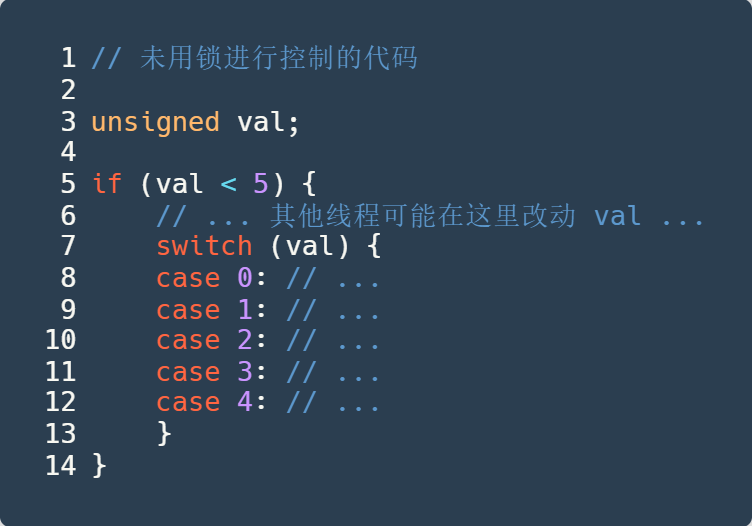 1 // 未用锁进行控制的代码
2
3 unsigned val;
4
5 if (val < 5) {
6     // ... 其他线程可能在这里改动 val ...
7     switch (val) {
8     case 0: // ...
9     case 1: // ...
10     case 2: // ...
11     case 3: // ...
12     case 4: // ...
13     }
14 }